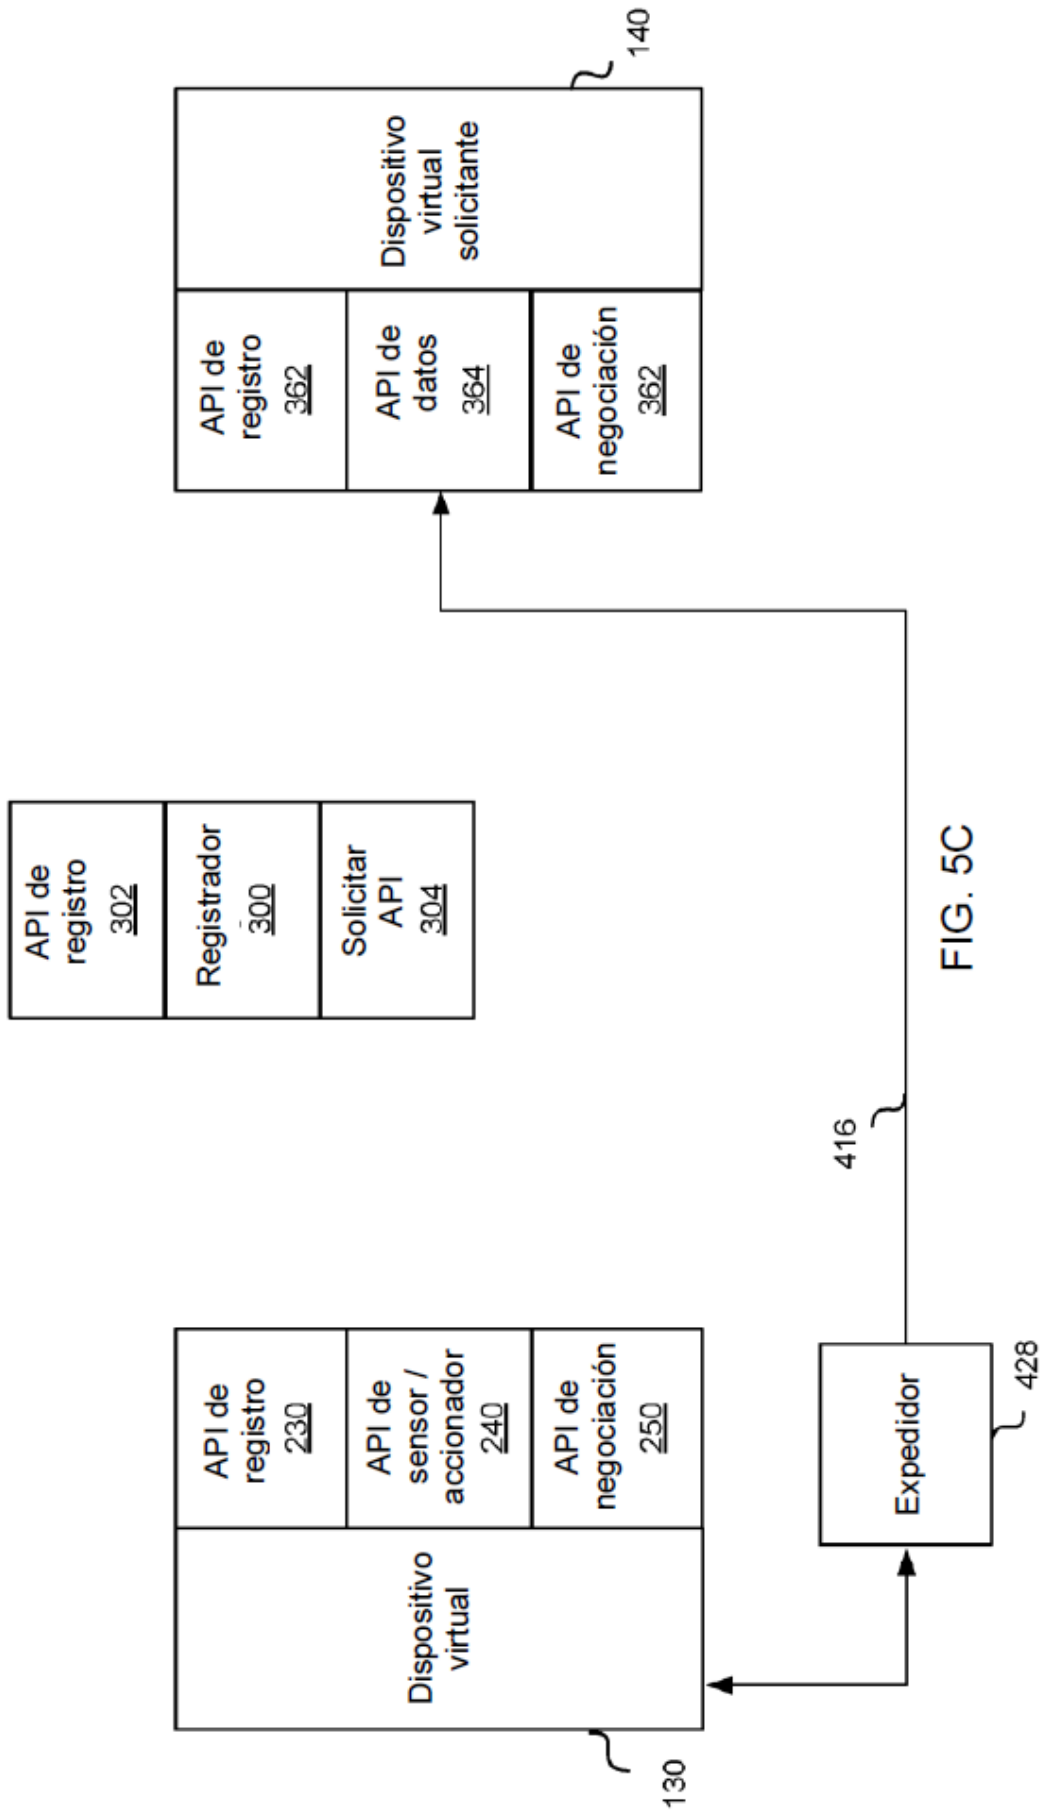 API de
registro
302
Registrador
300
Solicitar
API
304
Dispositivo
virtual
130
API de
registro
230
API de
sensor /
accionador
240
API de
negociación
250
API de
registro
362
API de
datos
364
API de
negociación
362
Dispositivo
virtual
solicitante
140
Expedidor
428
416
FIG. 5C